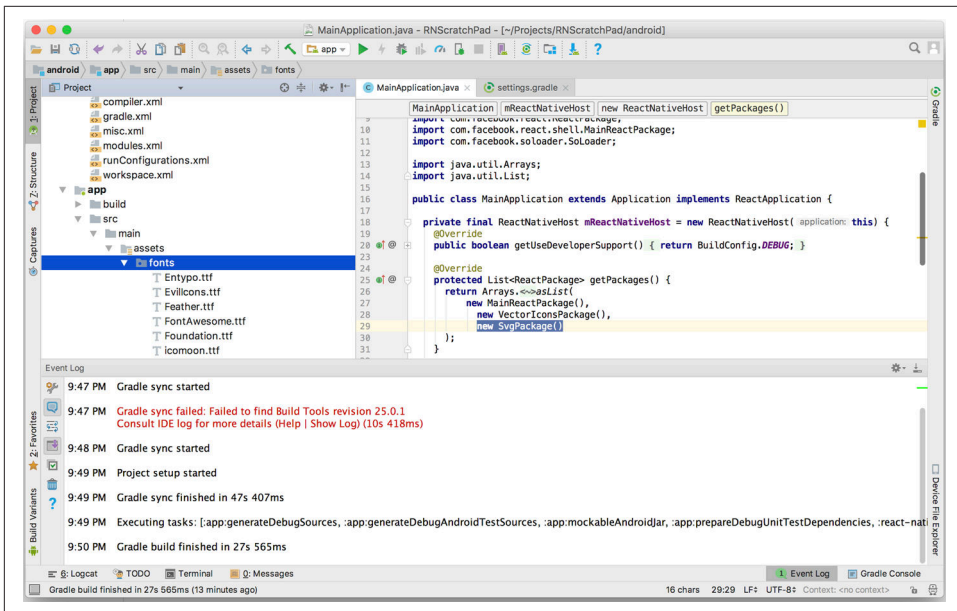 MainApplication.java - RNScratchPad - [~/Projects/RNScratchPad/android]
app
android app src main assets fonts
Project
MainApplication.java settings.gradle
MainApplication mReactNativeHost new ReactNativeHost getPackages()
1: Project
Z: Structure
Captures
2: Favorites
Build Variants
Gradle
Device File Explorer
compiler.xml
gradle.xml
misc.xml
modules.xml
runConfigurations.xml
workspace.xml
app
build
src
main
assets
fonts
Entypo.ttf
EvilIcons.ttf
Feather.ttf
FontAwesome.ttf
Foundation.ttf
icomoon.ttf
9 import com.facebook.react.ReactPackage;
10 import com.facebook.react.shell.MainReactPackage;
11 import com.facebook.soloader.SoLoader;
12
13 import java.util.Arrays;
14 import java.util.List;
15
16 public class MainApplication extends Application implements ReactApplication {
17
18 private final ReactNativeHost mReactNativeHost = new ReactNativeHost( application: this) {
19 @Override
20 @ public boolean getUseDeveloperSupport() { return BuildConfig.DEBUG; }
23
24 @Override
25 @ protected List<ReactPackage> getPackages() {
26 return Arrays.<~>asList(
27 new MainReactPackage(),
28 new VectorIconsPackage(),
29 new SvgPackage()
30 );
31 }
Event Log
9:47 PM Gradle sync started
9:47 PM Gradle sync failed: Failed to find Build Tools revision 25.0.1
Consult IDE log for more details (Help | Show Log) (10s 418ms)
9:48 PM Gradle sync started
9:49 PM Project setup started
9:49 PM Gradle sync finished in 47s 407ms
9:49 PM Executing tasks: [:app:generateDebugSources, :app:generateDebugAndroidTestSources, :app:mockableAndroidJar, :app:prepareDebugUnitTestDependencies, :react-nati
9:50 PM Gradle build finished in 27s 565ms
6: Logcat TODO Terminal 0: Messages 1 Event Log Gradle Console
Gradle build finished in 27s 565ms (13 minutes ago) 16 chars 29:29 LF÷ UTF-8÷ Context: <no context>